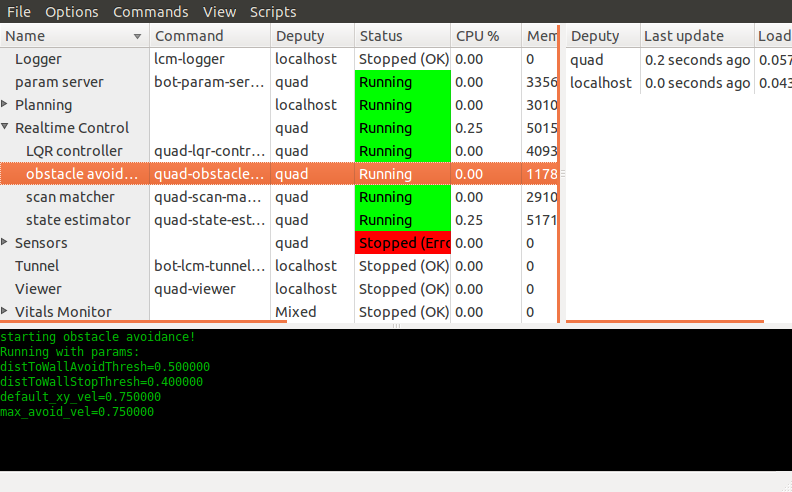 File Options Commands View Scripts
Name Command Deputy Status CPU % Mem Deputy Last update Load
Logger lcm-logger localhost Stopped (OK) 0.00 0 quad 0.2 seconds ago 0.057
param server bot-param-ser... quad Running 0.00 3356 localhost 0.0 seconds ago 0.043
Planning localhost Running 0.00 3010
Realtime Control quad Running 0.25 5015
LQR controller quad-lqr-contr... quad Running 0.00 4093
obstacle avoid... quad-obstacle... quad Running 0.00 1178
scan matcher quad-scan-ma... quad Running 0.00 2910
state estimator quad-state-est... quad Running 0.25 5171
Sensors quad Stopped (Erro 0.00 0
Tunnel bot-lcm-tunnel... localhost Stopped (OK) 0.00 0
Viewer quad-viewer localhost Stopped (OK) 0.00 0
Vitals Monitor Mixed Stopped (OK) 0.00 0
starting obstacle avoidance!
Running with params:
distToWallAvoidThresh=0.500000
distToWallStopThresh=0.400000
default_xy_vel=0.750000
max_avoid_vel=0.750000